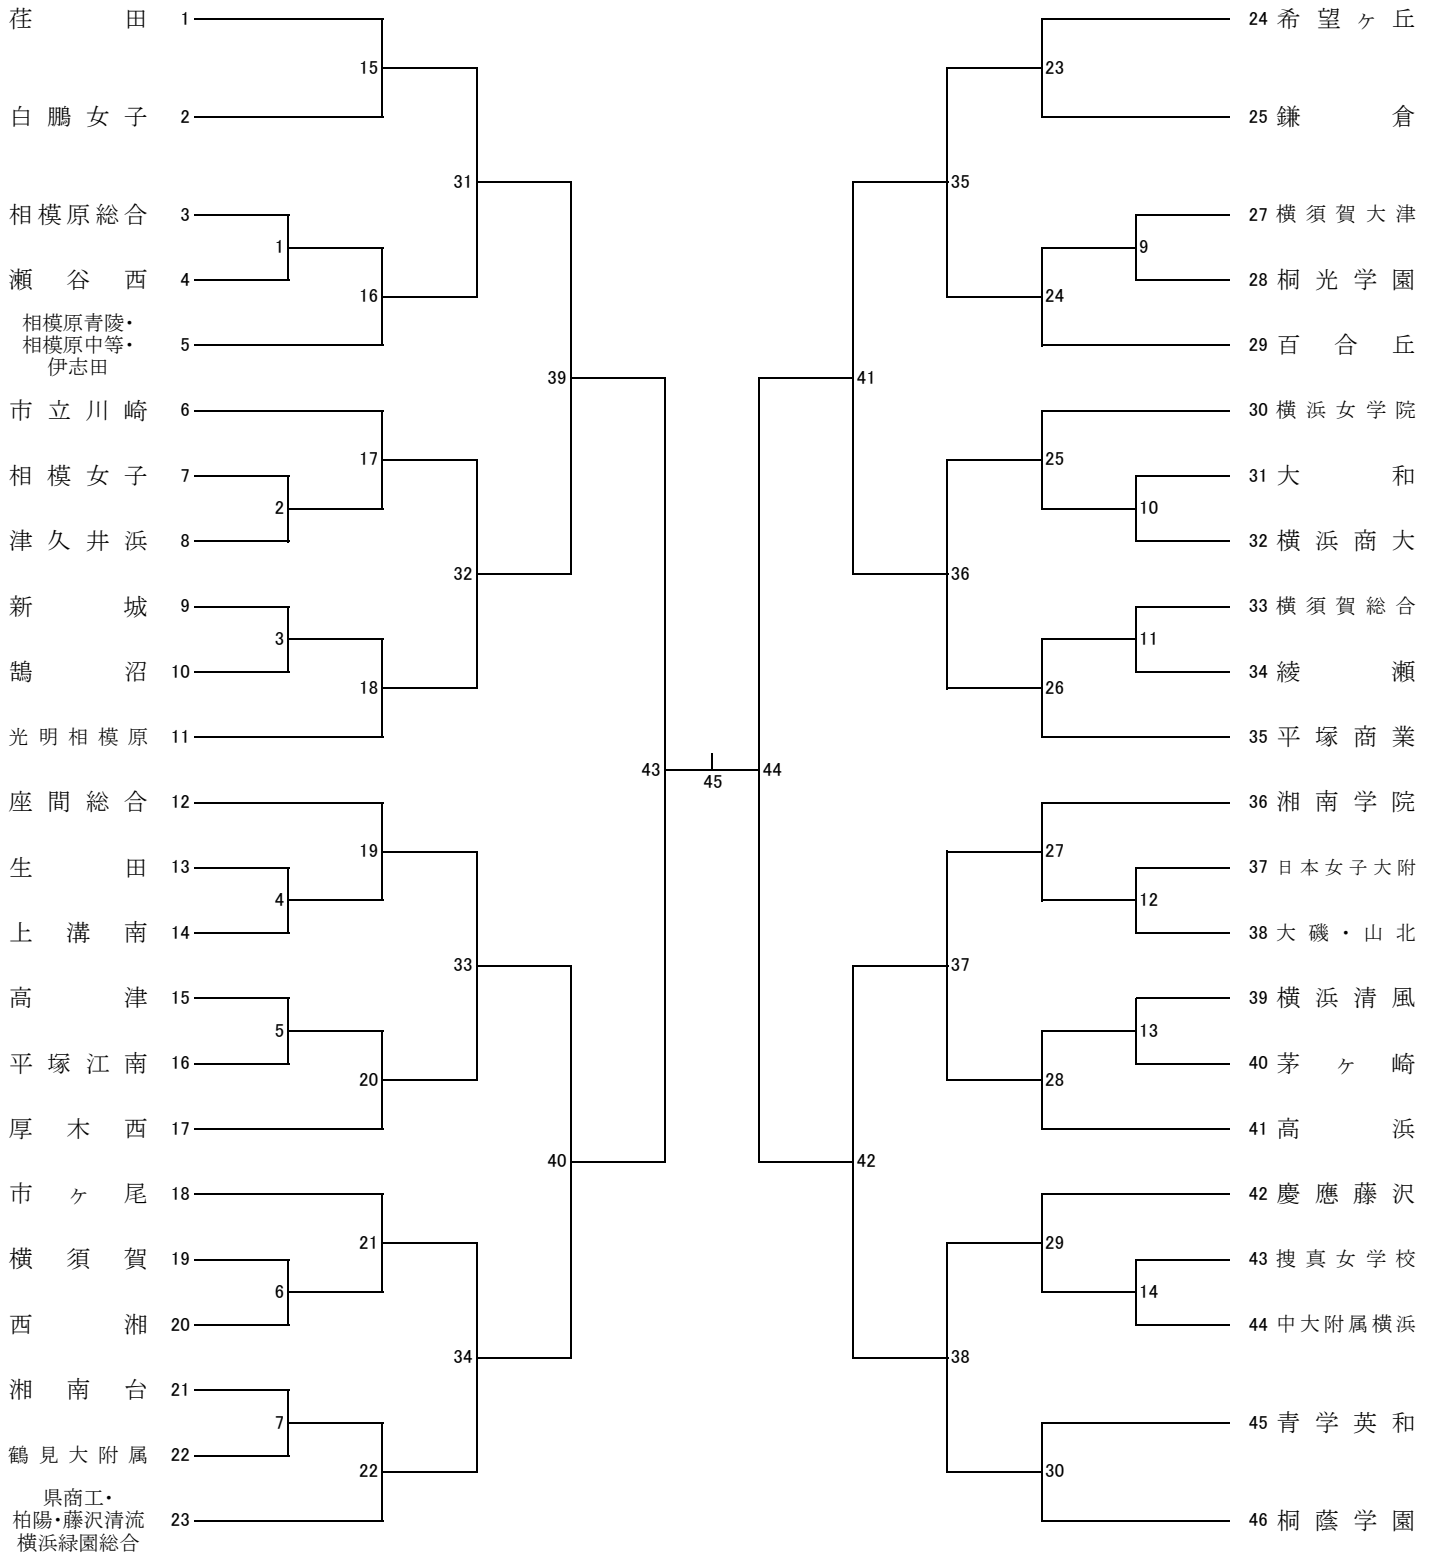 荏田 1
15
白鵬女子 2
31
相模原総合 3
1
瀬谷西 4
16
相模原青陵・
相模原中等・
伊志田
5
39
市立川崎 6
17
相模女子 7
2
津久井浜 8
32
新城 9
3
鵠沼 10
18
光明相模原 11
43
45
座間総合 12
19
生田 13
4
上溝南 14
33
高津 15
5
平塚江南 16
20
厚木西 17
40
市ヶ尾 18
21
横須賀 19
6
西湘 20
34
湘南台 21
7
鶴見大附属 22
22
県商工・
柏陽・藤沢清流
横浜緑園総合
23
24 希望ヶ丘
23
25 鎌倉
35
27 横須賀大津
9
28 桐光学園
24
29 百合丘
41
30 横浜女学院
25
31 大和
10
32 横浜商大
36
33 横須賀総合
11
34 綾瀬
26
35 平塚商業
44
36 湘南学院
27
37 日本女子大附
12
38 大磯・山北
37
39 横浜清風
13
40 茅ヶ崎
28
41 高浜
42
42 慶應藤沢
29
43 捜真女学校
14
44 中大附属横浜
38
45 青学英和
30
46 桐蔭学園